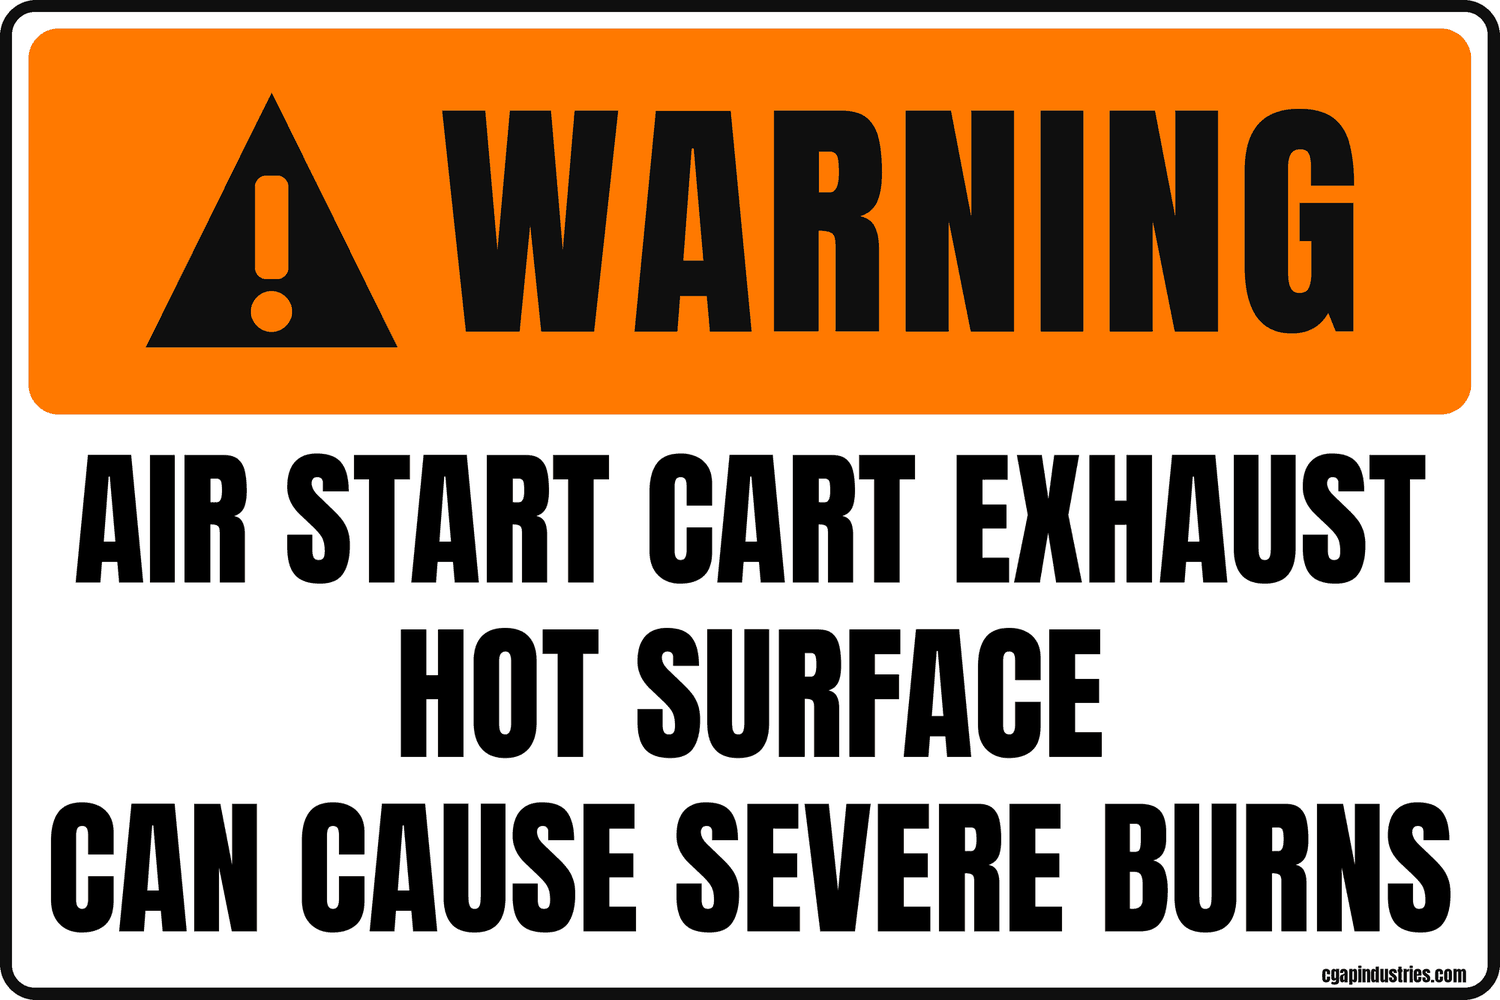 WARNING
AIR START CART EXHAUST
HOT SURFACE
CAN CAUSE SEVERE BURNS
cgapindustries.com